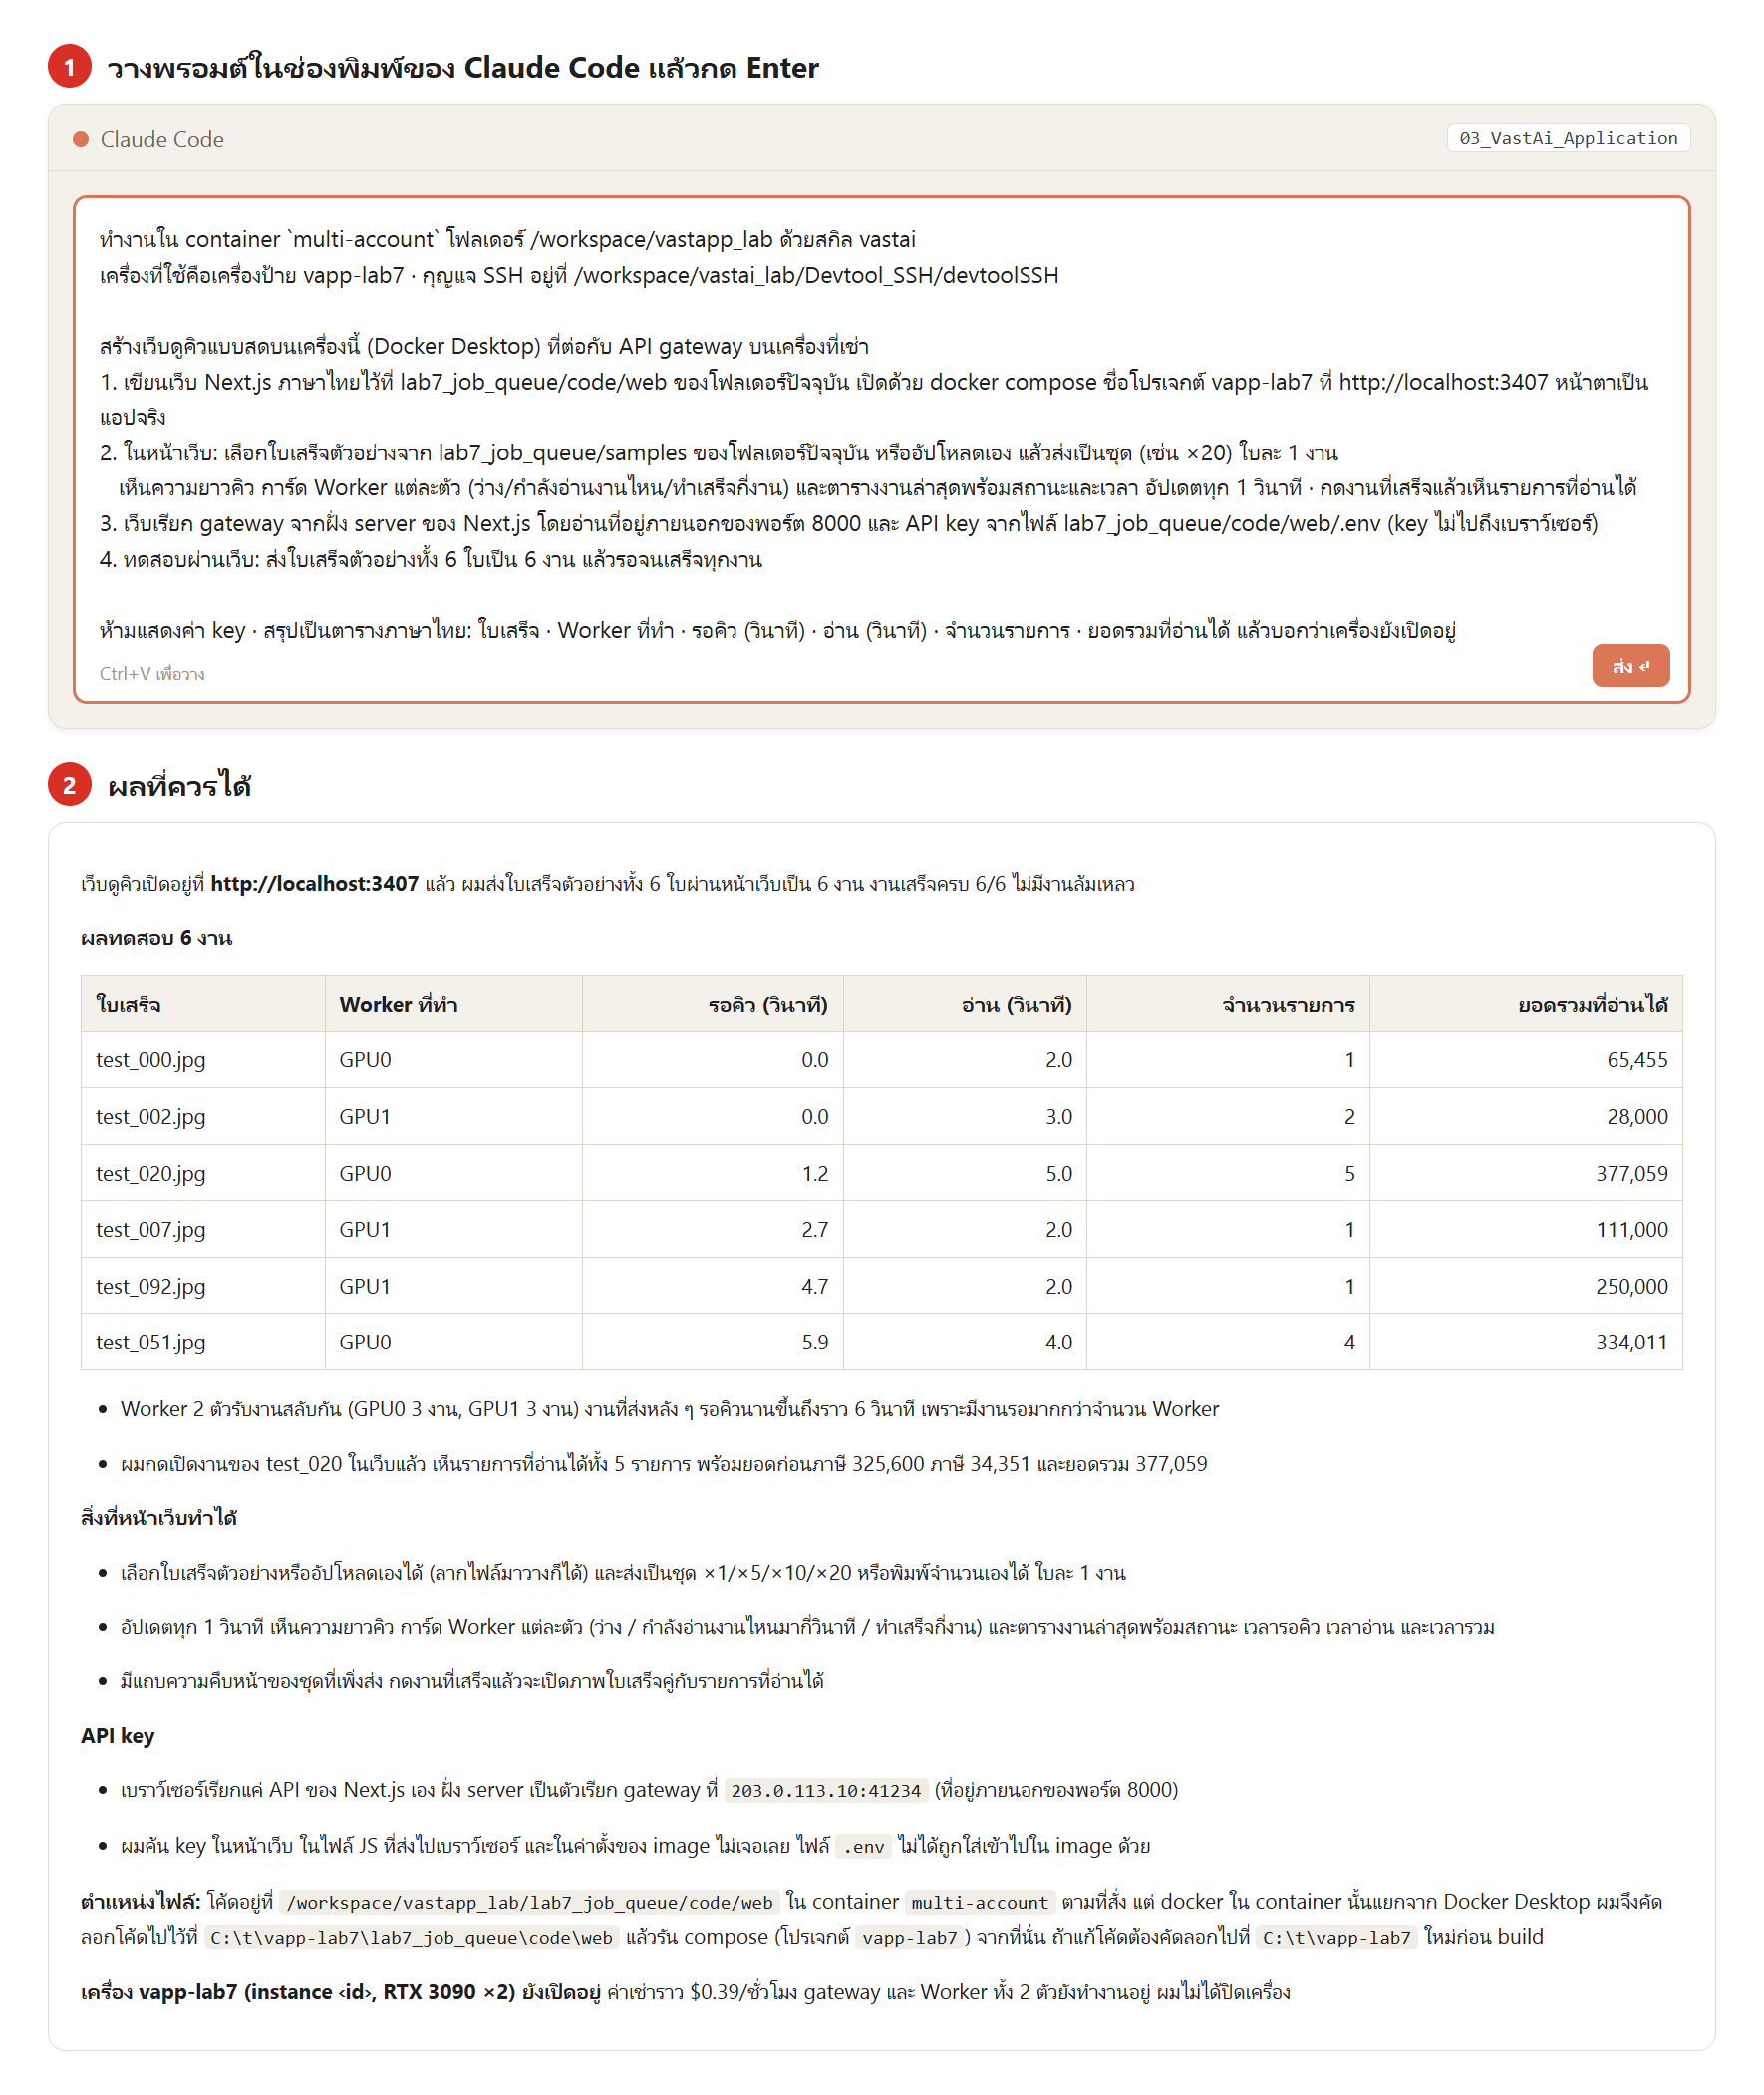 1 วางพรอมต์ในช่องพิมพ์ของ Claude Code แล้วกด Enter
Claude Code
03_VastAi_Application
ทำงานใน container `multi-account` โฟลเดอร์ /workspace/vastapp_lab ด้วยสกิล vastai
เครื่องที่ใช้คือเครื่องป้าย vapp-lab7 · กุญแจ SSH อยู่ที่ /workspace/vastai_lab/Devtool_SSH/devtoolSSH
สร้างเว็บดูคิวแบบสดบนเครื่องนี้ (Docker Desktop) ที่ต่อกับ API gateway บนเครื่องที่เช่า
1. เขียนเว็บ Next.js ภาษาไทยไว้ที่ lab7_job_queue/code/web ของโฟลเดอร์ปัจจุบัน เปิดด้วย docker compose ชื่อโปรเจกต์ vapp-lab7 ที่ http://localhost:3407 หน้าตาเป็น
แอปจริง
2. ในหน้าเว็บ: เลือกใบเสร็จตัวอย่างจาก lab7_job_queue/samples ของโฟลเดอร์ปัจจุบัน หรืออัปโหลดเอง แล้วส่งเป็นชุด (เช่น ×20) ใบละ 1 งาน
เห็นความยาวคิว การ์ด Worker แต่ละตัว (ว่าง/กำลังอ่านงานไหน/ทำเสร็จกี่งาน) และตารางงานล่าสุดพร้อมสถานะและเวลา อัปเดตทุก 1 วินาที · กดงานที่เสร็จแล้วเห็นรายการที่อ่านได้
3. เว็บเรียก gateway จากฝั่ง server ของ Next.js โดยอ่านที่อยู่ภายนอกของพอร์ต 8000 และ API key จากไฟล์ lab7_job_queue/code/web/.env (key ไม่ไปถึงเบราว์เซอร์)
4. ทดสอบผ่านเว็บ: ส่งใบเสร็จตัวอย่างทั้ง 6 ใบเป็น 6 งาน แล้วรอจนเสร็จทุกงาน
ห้ามแสดงค่า key · สรุปเป็นตารางภาษาไทย: ใบเสร็จ · Worker ที่ทำ · รอคิว (วินาที) · อ่าน (วินาที) · จำนวนรายการ · ยอดรวมที่อ่านได้ แล้วบอกว่าเครื่องยังเปิดอยู่
Ctrl+V เพื่อวาง
ส่ง ⏎
2 ผลที่ควรได้
เว็บดูคิวเปิดอยู่ที่ http://localhost:3407 แล้ว ผมส่งใบเสร็จตัวอย่างทั้ง 6 ใบผ่านหน้าเว็บเป็น 6 งาน งานเสร็จครบ 6/6 ไม่มีงานล้มเหลว
ผลทดสอบ 6 งาน
ใบเสร็จ Worker ที่ทำ รอคิว (วินาที) อ่าน (วินาที) จำนวนรายการ ยอดรวมที่อ่านได้
test_000.jpg GPU0 0.0 2.0 1 65,455
test_002.jpg GPU1 0.0 3.0 2 28,000
test_020.jpg GPU0 1.2 5.0 5 377,059
test_007.jpg GPU1 2.7 2.0 1 111,000
test_092.jpg GPU1 4.7 2.0 1 250,000
test_051.jpg GPU0 5.9 4.0 4 334,011
• Worker 2 ตัวรับงานสลับกัน (GPU0 3 งาน, GPU1 3 งาน) งานที่ส่งหลัง ๆ รอคิวนานขึ้นถึงราว 6 วินาที เพราะมีงานรอมากกว่าจำนวน Worker
• ผมกดเปิดงานของ test_020 ในเว็บแล้ว เห็นรายการที่อ่านได้ทั้ง 5 รายการ พร้อมยอดก่อนภาษี 325,600 ภาษี 34,351 และยอดรวม 377,059
สิ่งที่หน้าเว็บทำได้
• เลือกใบเสร็จตัวอย่างหรืออัปโหลดเองได้ (ลากไฟล์มาวางก็ได้) และส่งเป็นชุด ×1/×5/×10/×20 หรือพิมพ์จำนวนเองได้ ใบละ 1 งาน
• อัปเดตทุก 1 วินาที เห็นความยาวคิว การ์ด Worker แต่ละตัว (ว่าง / กำลังอ่านงานไหนมากี่วินาที / ทำเสร็จกี่งาน) และตารางงานล่าสุดพร้อมสถานะ เวลารอคิว เวลาอ่าน และเวลารวม
• มีแถบความคืบหน้าของชุดที่เพิ่งส่ง กดงานที่เสร็จแล้วจะเปิดภาพใบเสร็จคู่กับรายการที่อ่านได้
API key
• เบราว์เซอร์เรียกแค่ API ของ Next.js เอง ฝั่ง server เป็นตัวเรียก gateway ที่ 203.0.113.10:41234 (ที่อยู่ภายนอกของพอร์ต 8000)
• ผมค้น key ในหน้าเว็บ ในไฟล์ JS ที่ส่งไปเบราว์เซอร์ และในค่าตั้งของ image ไม่เจอเลย ไฟล์ .env ไม่ได้ถูกใส่เข้าไปใน image ด้วย
ตำแหน่งไฟล์: โค้ดอยู่ที่ /workspace/vastapp_lab/lab7_job_queue/code/web ใน container multi-account ตามที่สั่ง แต่ docker ใน container นั้นแยกจาก Docker Desktop ผมจึงคัด
ลอกโค้ดไปไว้ที่ C:\t\vapp-lab7\lab7_job_queue\code\web แล้วรัน compose (โปรเจกต์ vapp-lab7) จากที่นั่น ถ้าแก้โค้ดต้องคัดลอกไปที่ C:\t\vapp-lab7 ใหม่ก่อน build
เครื่อง vapp-lab7 (instance ‹id›, RTX 3090 ×2) ยังเปิดอยู่ ค่าเช่าราว $0.39/ชั่วโมง gateway และ Worker ทั้ง 2 ตัวยังทำงานอยู่ ผมไม่ได้ปิดเครื่อง